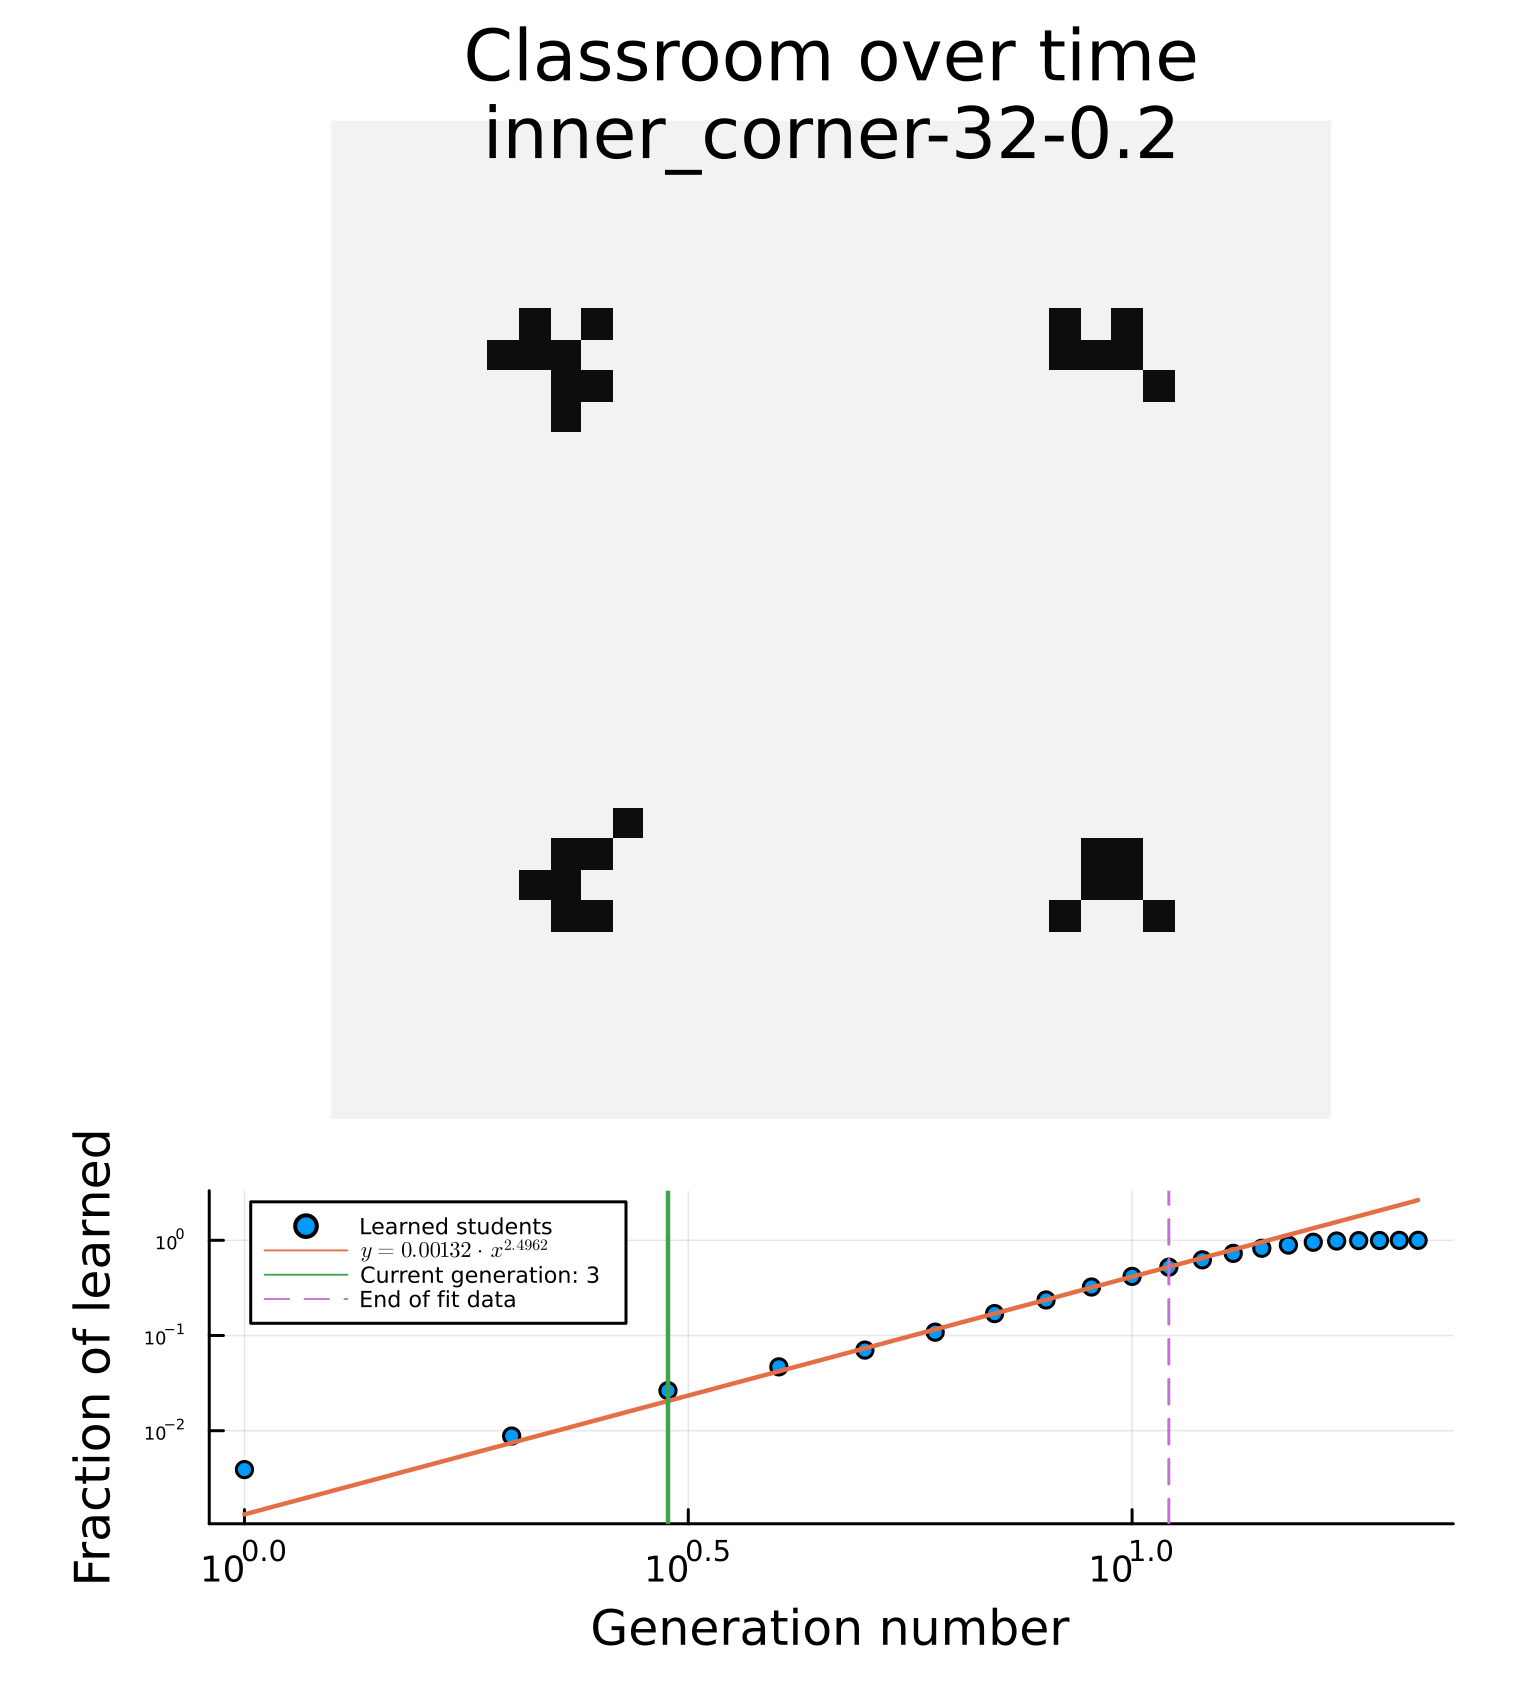 Classroom over time
inner_corner-32-0.2
Fraction of learned
10^0
10^−1
10^−2
Learned students
y = 0.00132 · x^2.4962
Current generation: 3
End of fit data
10^0.0
10^0.5
10^1.0
Generation number